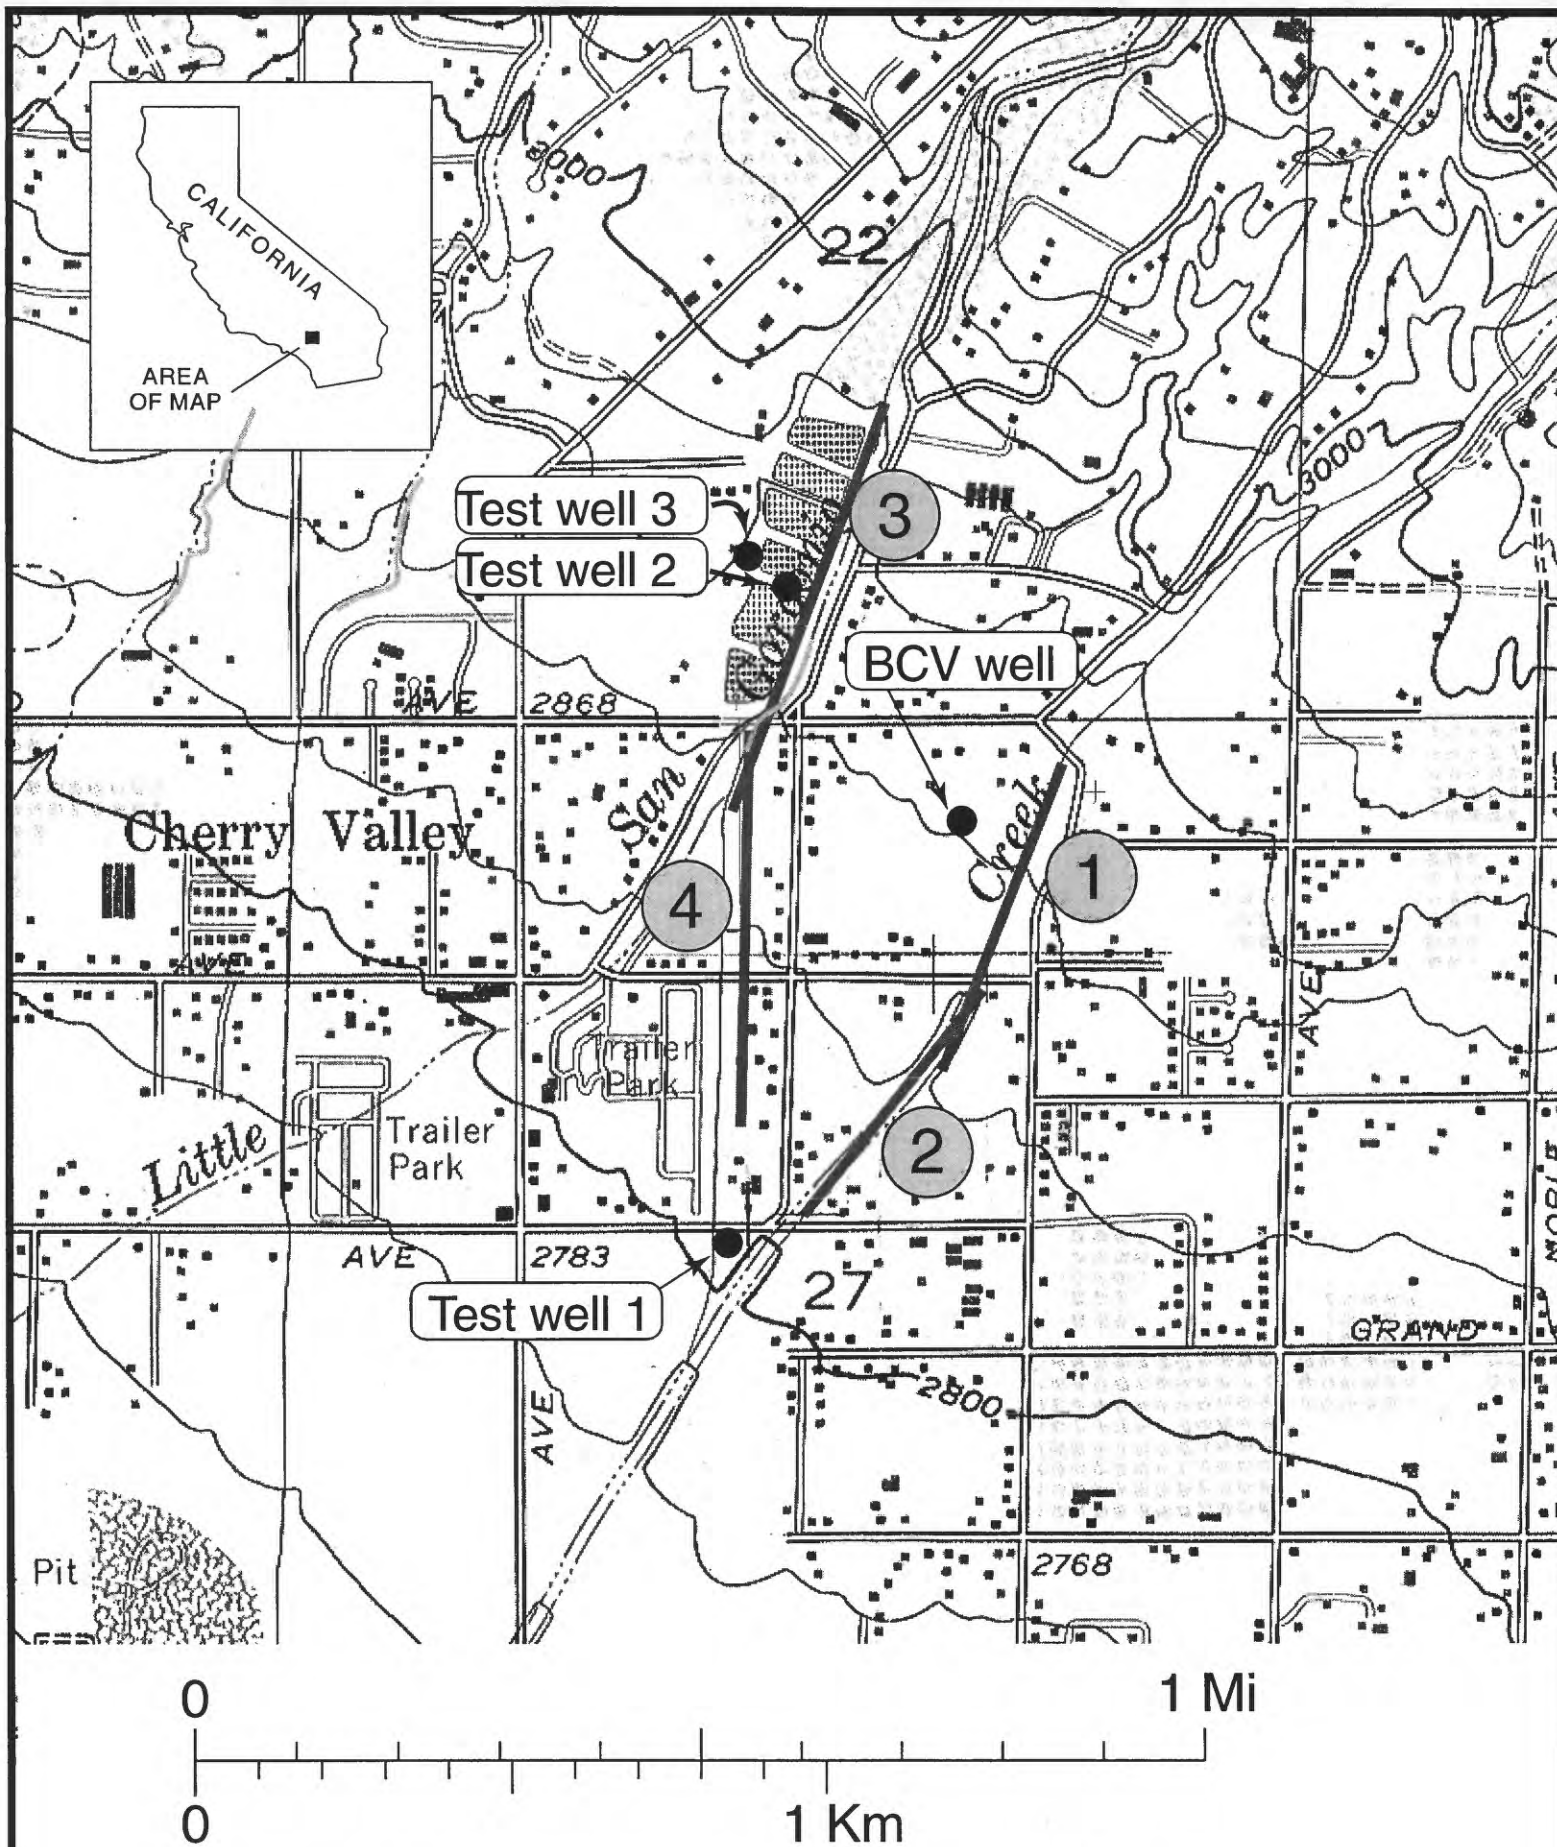 22
3000
CALIFORNIA
AREA
OF MAP
3000
Test well 3
3
Test well 2
Gorgonio
BCV well
AVE
2868
San
Creek
Cherry Valley
1
4
AVE
AVE
Trailer
Park
Trailer
Park
Little
2
AVE
2783
27
Test well 1
GRAND
2800
AVE
Pit
2768
0
1 Mi
0
1 Km